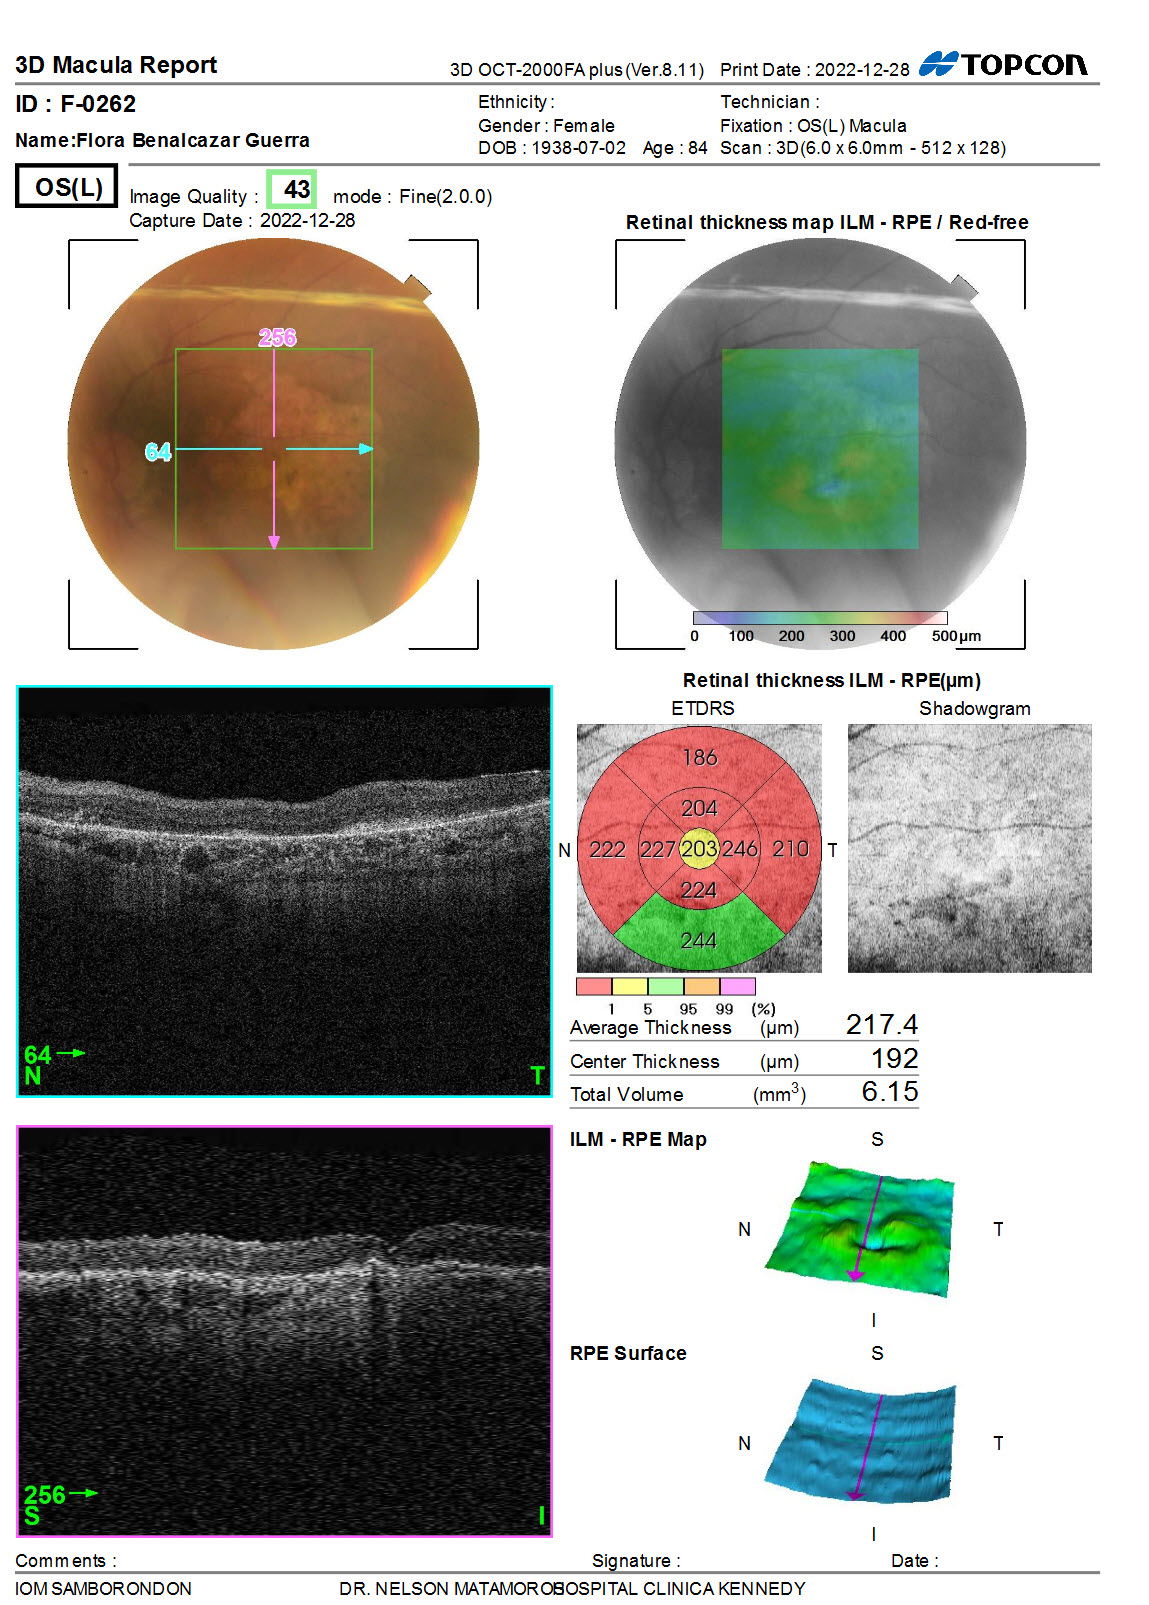 3D Macula Report
3D OCT-2000FA plus(Ver.8.11) Print Date : 2022-12-28 TOPCON
ID : F-0262
Name:Flora Benalcazar Guerra
Ethnicity :
Gender : Female
DOB : 1938-07-02 Age : 84
Technician :
Fixation : OS(L) Macula
Scan : 3D(6.0 x 6.0mm - 512 x 128)
OS(L)
Image Quality : 43 mode : Fine(2.0.0)
Capture Date : 2022-12-28
Retinal thickness map ILM - RPE / Red-free
256
64
0 100 200 300 400 500 µm
Retinal thickness ILM - RPE(µm)
ETDRS
Shadowgram
186
204
N 222 227 203 246 210 T
224
244
1 5 95 99 (%)
Average Thickness (µm) 217.4
Center Thickness (µm) 192
Total Volume (mm3) 6.15
64
N T
ILM - RPE Map
S
N T
I
RPE Surface
S
N T
I
256
S I
Comments : Signature : Date :
IOM SAMBORONDON DR. NELSON MATAMOROS HOSPITAL CLINICA KENNEDY